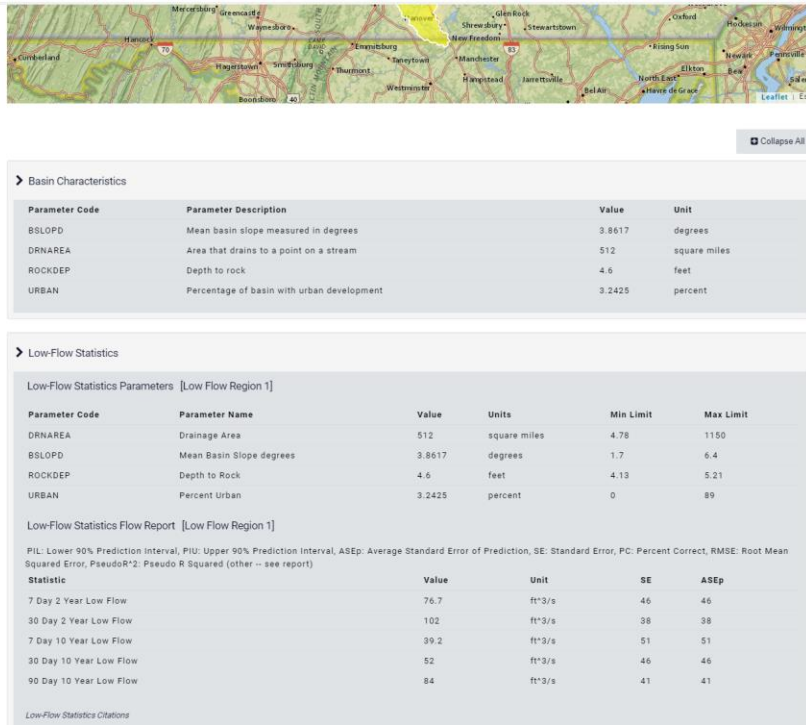 Mercersburg Greencastle
Waynesboro
Hanover
Shrewsbury
Glen Rock
Stewartstown
Oxford
Hockessin
Wilming
Hancock
70
Emmitsburg
New Freedom
83
Rising Sun
Newark
Pennsville
Cumberland
Hagerstown
Smithsburg
Thurmont
Taneytown
Manchester
Elkton
Bear
Hampstead
Jarrettsville
North East
Westminster
Bel Air
Havre de Grace
Boonsboro
40
Leaflet
Collapse All
Basin Characteristics
Parameter Code Parameter Description Value Unit
BSLOPD Mean basin slope measured in degrees 3.8617 degrees
DRNAREA Area that drains to a point on a stream 512 square miles
ROCKDEP Depth to rock 4.6 feet
URBAN Percentage of basin with urban development 3.2425 percent
Low-Flow Statistics
Low-Flow Statistics Parameters [Low Flow Region 1]
Parameter Code Parameter Name Value Units Min Limit Max Limit
DRNAREA Drainage Area 512 square miles 4.78 1150
BSLOPD Mean Basin Slope degrees 3.8617 degrees 1.7 6.4
ROCKDEP Depth to Rock 4.6 feet 4.13 5.21
URBAN Percent Urban 3.2425 percent 0 89
Low-Flow Statistics Flow Report [Low Flow Region 1]
PIL: Lower 90% Prediction Interval, PIU: Upper 90% Prediction Interval, ASEp: Average Standard Error of Prediction, SE: Standard Error, PC: Percent Correct, RMSE: Root Mean
Squared Error, PseudoR^2: Pseudo R Squared (other -- see report)
Statistic Value Unit SE ASEp
7 Day 2 Year Low Flow 76.7 ft^3/s 46 46
30 Day 2 Year Low Flow 102 ft^3/s 38 38
7 Day 10 Year Low Flow 39.2 ft^3/s 51 51
30 Day 10 Year Low Flow 52 ft^3/s 46 46
90 Day 10 Year Low Flow 84 ft^3/s 41 41
Low-Flow Statistics Citations